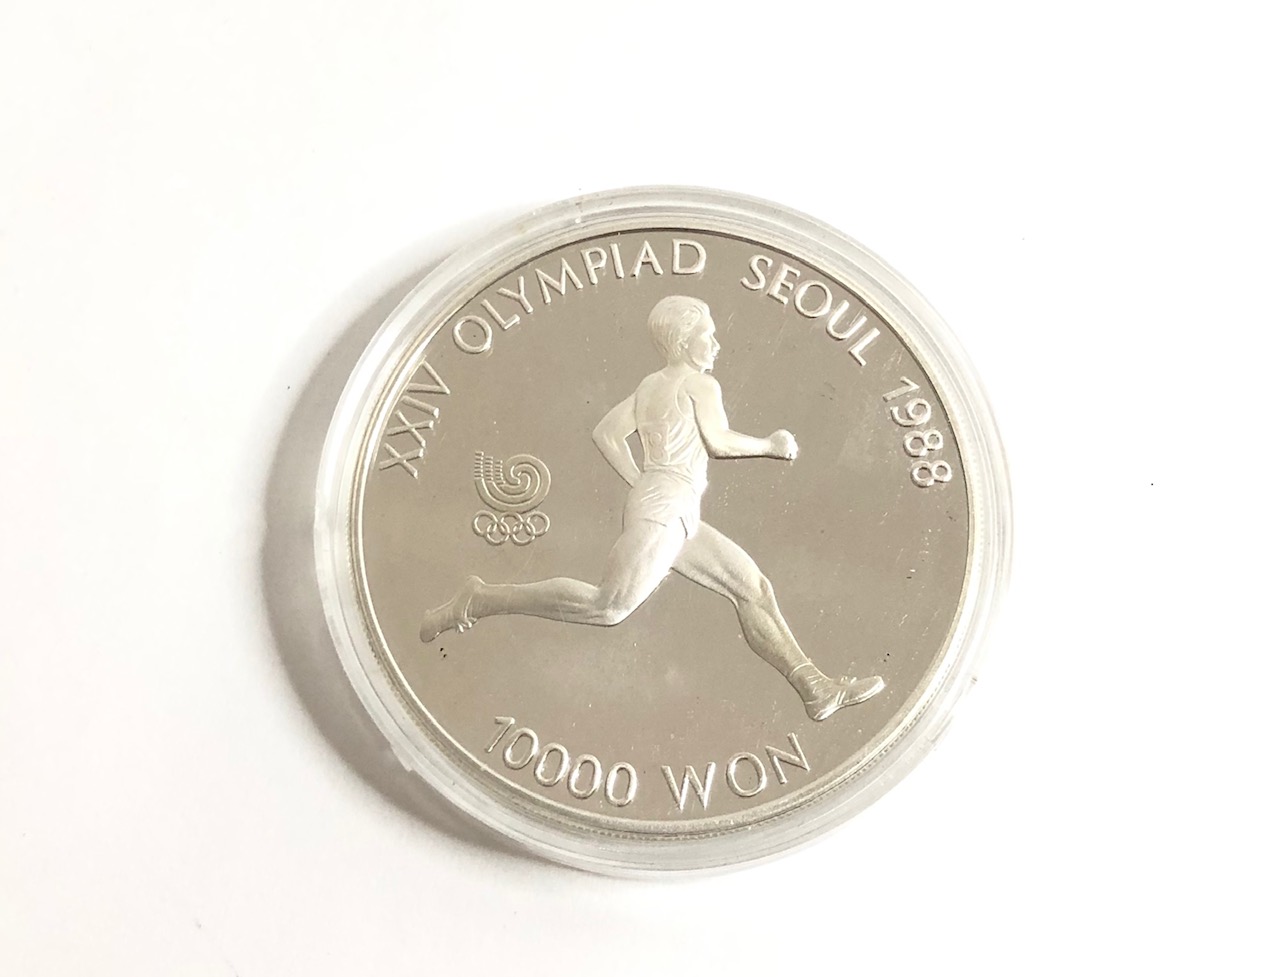 XXIV OLYMPIAD SEOUL 1988
10000 WON